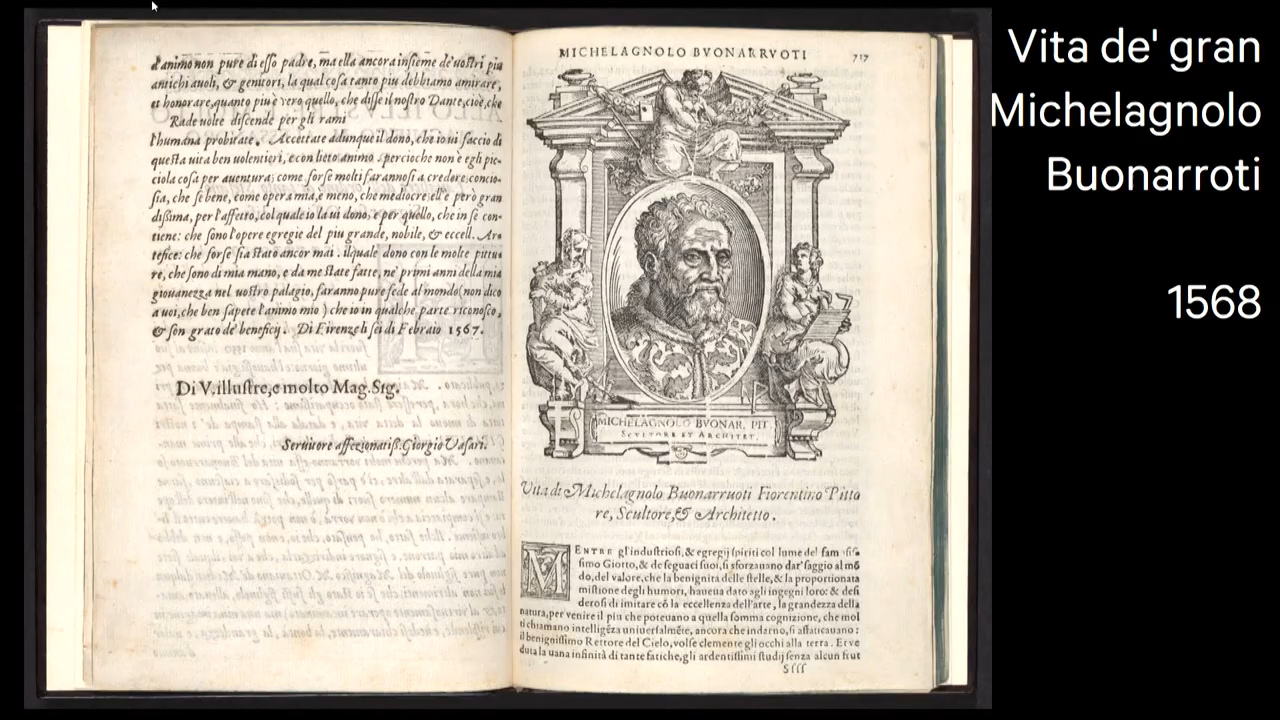 l'animo non pure di esso padre, ma ella ancora insieme de' uostri piu
antichi auoli, & genitori, la qual cosa tanto piu debbiamo amirare,
et honorare, quanto piu è uero quello, che disse il nostro Dante, cioè, che
Rade uolte discende per gli rami
l'humana probitate. Accettate adunque il dono, che io ui faccio di
questa uita ben uolentieri, e con lieto animo, percioche non è egli pic-
ciola cosa per auentura, come forse molti farannosi a credere, concio-
sia, che se bene, come opera mia, è meno, che mediocre, ell'è però gran
dissima, per l'affetto, col quale io la ui dono, e per quello, che in se con-
tiene: che sono l'opere egregie del piu grande, nobile, & eccell. Ar-
tefice: che forse sia stato ancor mai. il quale dono con le molte pittu-
re, che sono di mia mano, e da me state fatte, ne' primi anni della mia
giouanezza nel uostro palagio, faranno pure fede al mondo (non dico
a uoi, che ben sapete l'animo mio) che io in qualche parte riconosco,
& son grato de' beneficij. Di Firenze li sei di Febraio 1567.
Di V. illustre, e molto Mag. Sig.
Seruitore affezionatiss. Giorgio Vasari.
MICHELAGNOLO BVONARRVOTI 717
MICHELAGNOLO BVONAR. PIT.
SCVLTORE ET ARCHITET.
Vita di Michelagnolo Buonarruoti Fiorentino Pitto
re, Scultore, & Architetto.
MENTRE gl'industriosi, & egregij spiriti col lume del famosis-
simo Giotto, & de seguaci suoi, si sforzauano dar' saggio al mō
do, del valore, che la benignita delle stelle, & la proportionata
mistione degli humori, haueua dato agli ingegni loro: & desi
derosi di imitare cō la eccellenza dell'arte, la grandezza della
natura, per venire il piu che poteuano a quella somma cognizione, che mol
ti chiamano intelligēza uniuersalmēte, ancora che indarno, si affaticauano:
il benignissimo Rettore del Cielo, volse clemente gli occhi alla terra. E ve
duta la uana infinità di tante fatiche, gli ardentissimi studij senza alcun frut
Sfff
Vita de' gran
Michelagnolo
Buonarroti
1568